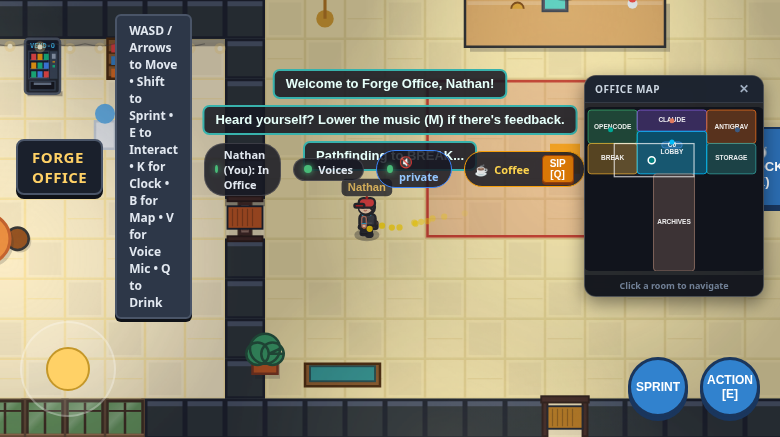 VEND-O
FORGE
OFFICE
WASD /
Arrows
to Move
• Shift
to
Sprint •
E to
Interact
• K for
Clock •
B for
Map • V
for
Voice
Mic • Q
to
Drink
Welcome to Forge Office, Nathan!
Heard yourself? Lower the music (M) if there's feedback.
Pathfinding to BREAK...
Nathan
(You): In
Office
Voices
private
Coffee
SIP
[Q]
Nathan
OFFICE MAP
✕
OPENCODE
CLAUDE
ANTIGRAV
BREAK
LOBBY
STORAGE
ARCHIVES
Click a room to navigate
SPRINT
ACTION
[E]